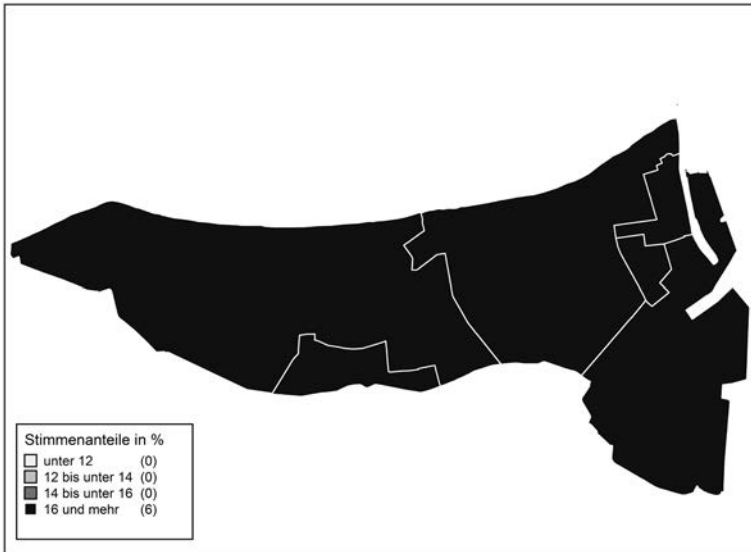 Stimmenanteile in %
unter 12 (0)
12 bis unter 14 (0)
14 bis unter 16 (0)
16 und mehr (6)